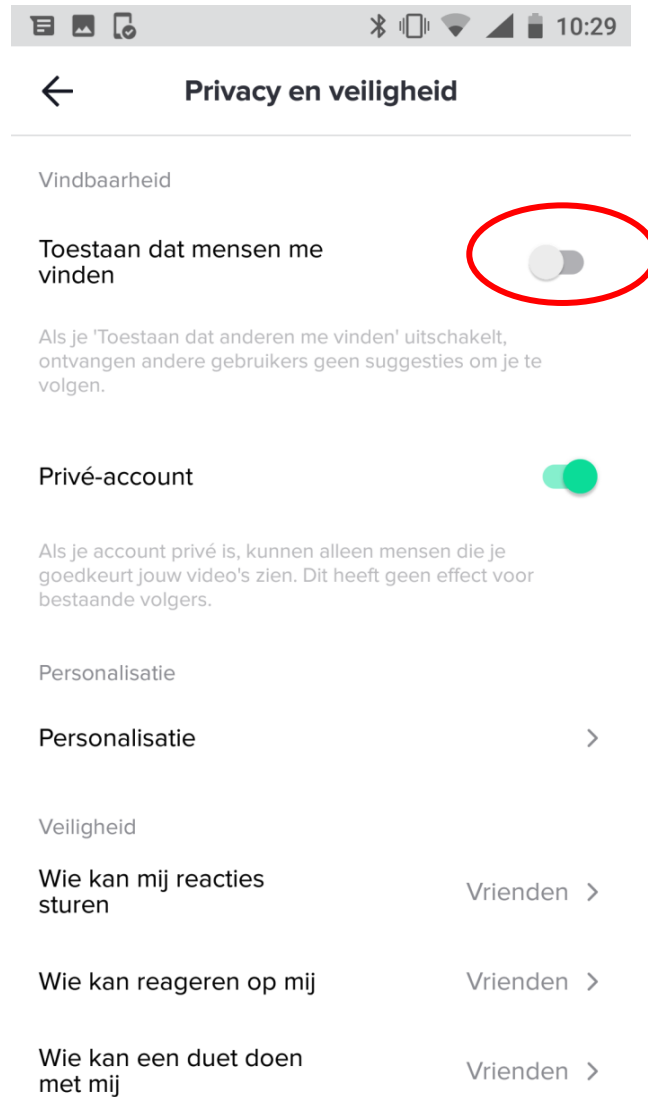 10:29
Privacy en veiligheid
Vindbaarheid
Toestaan dat mensen me
vinden
Als je 'Toestaan dat anderen me vinden' uitschakelt,
ontvangen andere gebruikers geen suggesties om je te
volgen.
Privé-account
Als je account privé is, kunnen alleen mensen die je
goedkeurt jouw video's zien. Dit heeft geen effect voor
bestaande volgers.
Personalisatie
Personalisatie
Veiligheid
Wie kan mij reacties
sturen
Vrienden
Wie kan reageren op mij Vrienden
Wie kan een duet doen
met mij
Vrienden